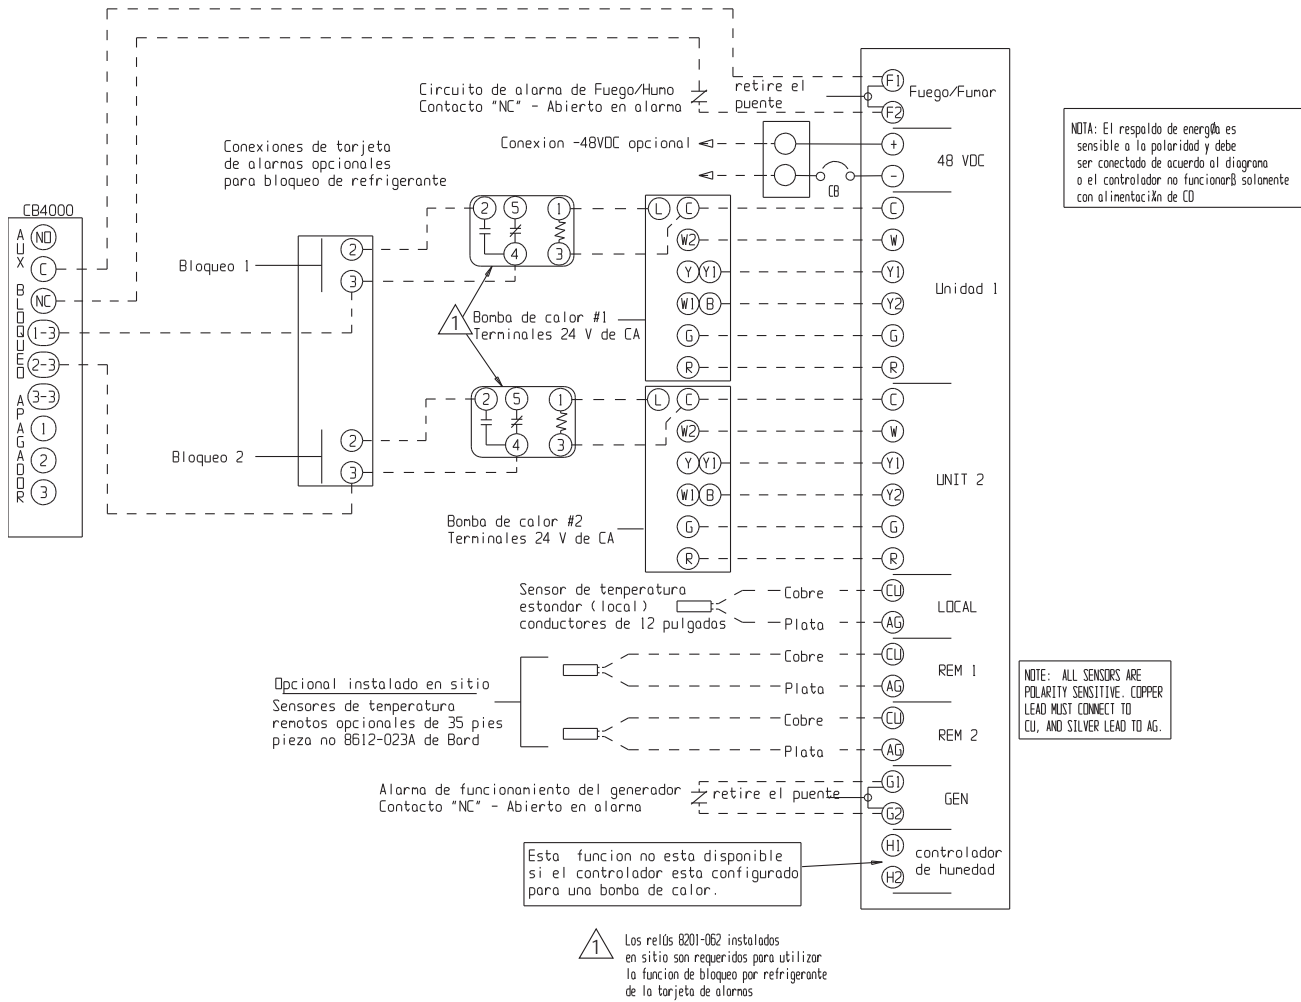 Circuito de alarma de Fuego/Humo
Contacto "NC" - Abierto en alarma
retire el
puente
F1
F2
Fuego/Fumar
Conexion -48VDC opcional
CB
+
-
48 VDC
NOTA: El respaldo de energØa es
sensible a la polaridad y debe
ser conectado de acuerdo al diagrama
o el controlador no funcionarß solamente
con alimentaciXn de CD
Conexiones de tarjeta
de alarmas opcionales
para bloqueo de refrigerante
CB4000
AUX BLOQUEO APAGADOR
NO
C
NC
1-3
2-3
3-3
1
2
3
Bloqueo 1
2
3
Bloqueo 2
2
3
2
5
1
4
3
1
2
5
1
4
3
Bomba de calor #1
Terminales 24 V de CA
L
C
W2
Y
Y1
W1
B
G
R
C
W
Y1
Y2
G
R
Unidad 1
Bomba de calor #2
Terminales 24 V de CA
L
C
W2
Y
Y1
W1
B
G
R
C
W
Y1
Y2
G
R
UNIT 2
Sensor de temperatura
estandar (local)
conductores de 12 pulgadas
Cobre
Plata
CU
AG
LOCAL
Opcional instalado en sitio
Sensores de temperatura
remotos opcionales de 35 pies
pieza no 8612-023A de Bard
Cobre
Plata
CU
AG
REM 1
Cobre
Plata
CU
AG
REM 2
NOTE: ALL SENSORS ARE
POLARITY SENSITIVE. COPPER
LEAD MUST CONNECT TO
CU, AND SILVER LEAD TO AG.
Alarma de funcionamiento del generador
Contacto "NC" - Abierto en alarma
retire el puente
G1
G2
GEN
Esta funcion no esta disponible
si el controlador esta configurado
para una bomba de calor.
H1
H2
controlador
de humedad
1
Los relús 8201-062 instalados
en sitio son requeridos para utilizar
la funcion de bloqueo por refrigerante
de la tarjeta de alarmas